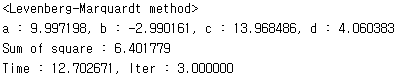 <Levenberg-Marquardt method>
a : 9.997198, b : -2.990161, c : 13.968486, d : 4.060383
Sum of square : 6.401779
Time : 12.702671, Iter : 3.000000